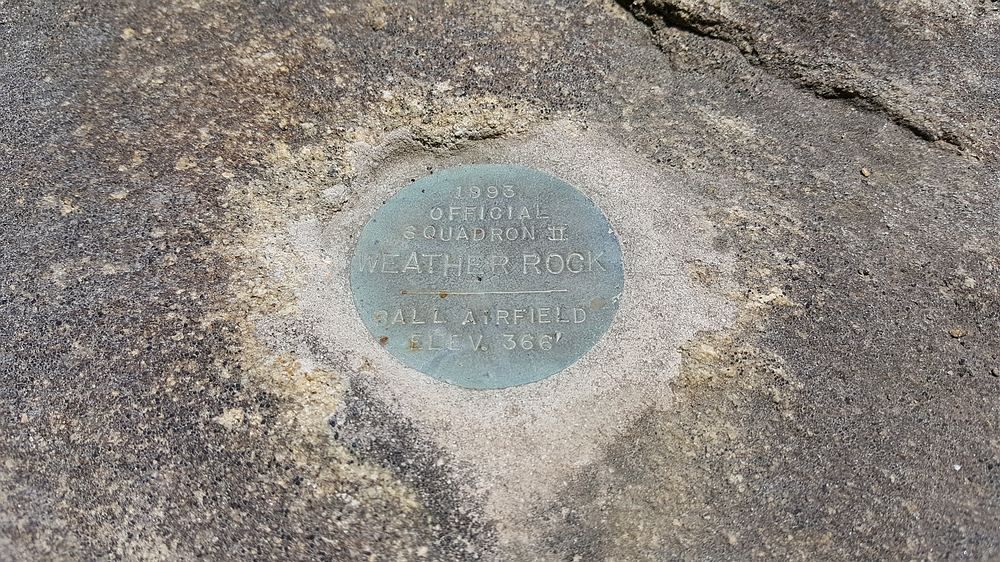 1993
OFFICIAL
SQUADRON II
WEATHER ROCK
BALL AIRFIELD
ELEV. 366'